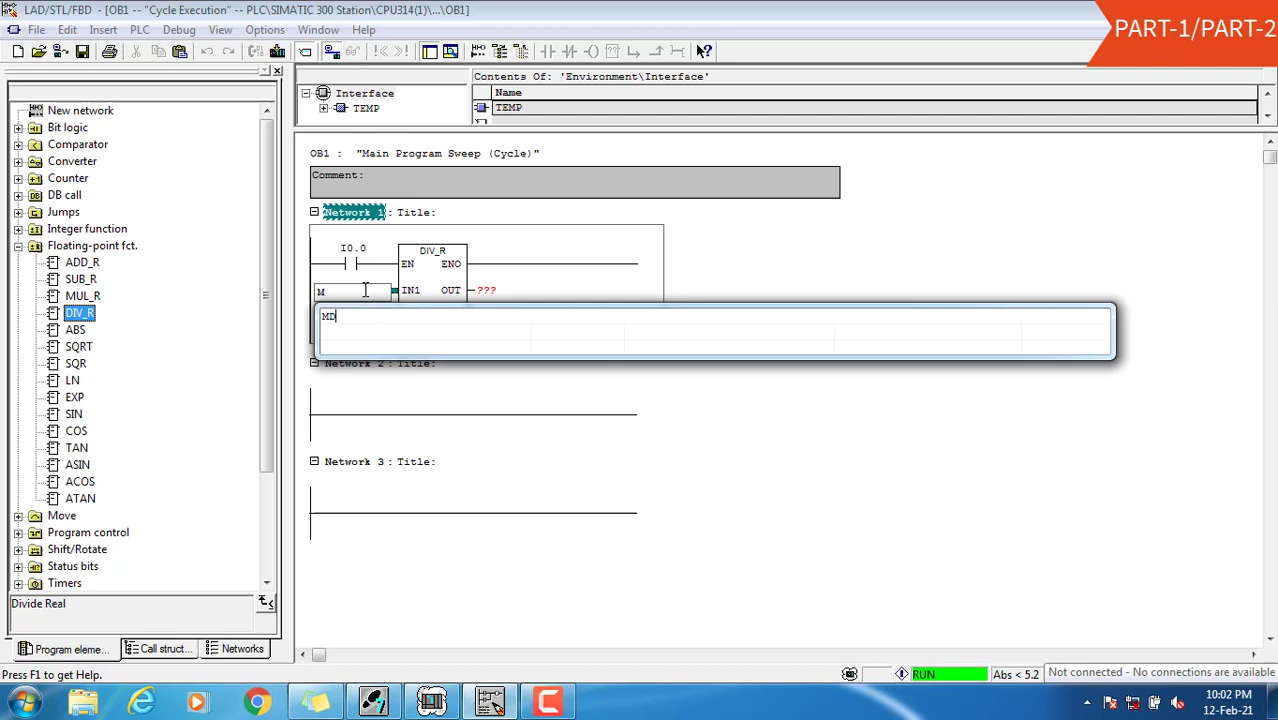 LAD/STL/FBD - [OB1 -- "Cycle Execution" -- PLC\SIMATIC 300 Station\CPU314(1)\...\OB1]
PART-1/PART-2
File Edit Insert PLC Debug View Options Window Help
Contents Of: 'Environment\Interface'
Interface
TEMP
Name
TEMP
New network
Bit logic
Comparator
Converter
Counter
DB call
Jumps
Integer function
Floating-point fct.
ADD_R
SUB_R
MUL_R
DIV_R
ABS
SQRT
SQR
LN
EXP
SIN
COS
TAN
ASIN
ACOS
ATAN
Move
Program control
Shift/Rotate
Status bits
Timers
Divide Real
Program eleme...
Call struct...
Networks
OB1 : "Main Program Sweep (Cycle)"
Comment:
Network 1 : Title:
I0.0
DIV_R
EN ENO
M
IN1 OUT ???
MD
Network 2 : Title:
Network 3 : Title:
Press F1 to get Help.
RUN
Abs < 5.2
Not connected - No connections are available
10:02 PM
12-Feb-21